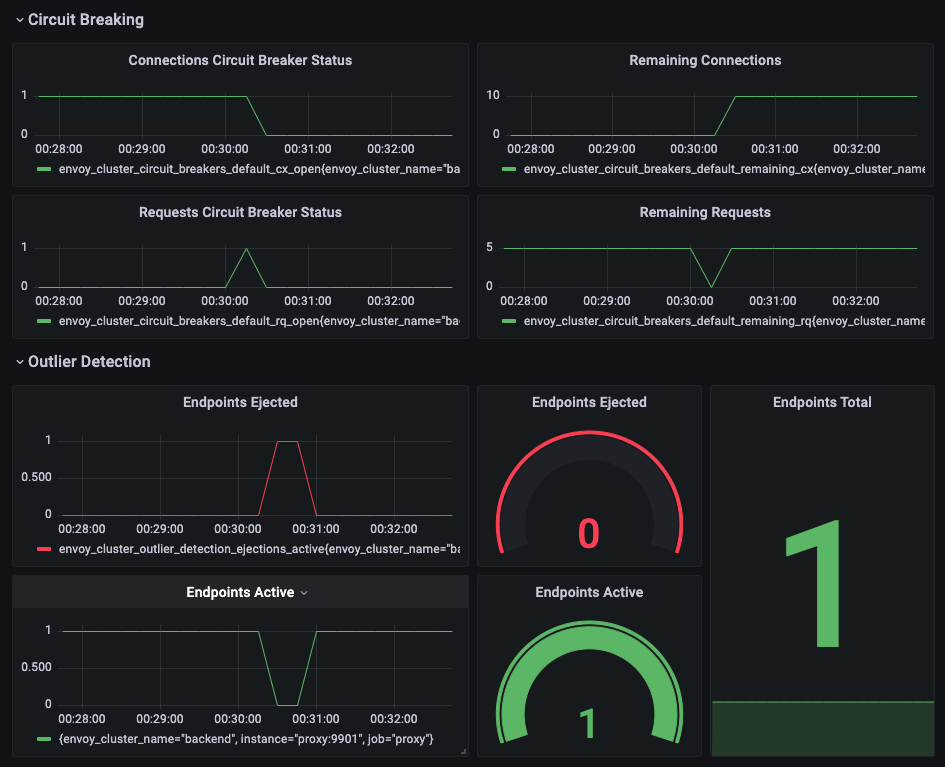 Circuit Breaking
Connections Circuit Breaker Status
1
0
00:28:00 00:29:00 00:30:00 00:31:00 00:32:00
envoy_cluster_circuit_breakers_default_cx_open{envoy_cluster_name="ba
Remaining Connections
10
0
00:28:00 00:29:00 00:30:00 00:31:00 00:32:00
envoy_cluster_circuit_breakers_default_remaining_cx{envoy_cluster_name
Requests Circuit Breaker Status
1
0
00:28:00 00:29:00 00:30:00 00:31:00 00:32:00
envoy_cluster_circuit_breakers_default_rq_open{envoy_cluster_name="ba
Remaining Requests
5
0
00:28:00 00:29:00 00:30:00 00:31:00 00:32:00
envoy_cluster_circuit_breakers_default_remaining_rq{envoy_cluster_name
Outlier Detection
Endpoints Ejected
1
0.500
0
00:28:00 00:29:00 00:30:00 00:31:00 00:32:00
envoy_cluster_outlier_detection_ejections_active{envoy_cluster_name="ba
Endpoints Ejected
0
Endpoints Total
1
Endpoints Active
1
0.500
0
00:28:00 00:29:00 00:30:00 00:31:00 00:32:00
{envoy_cluster_name="backend", instance="proxy:9901", job="proxy"}
Endpoints Active
1